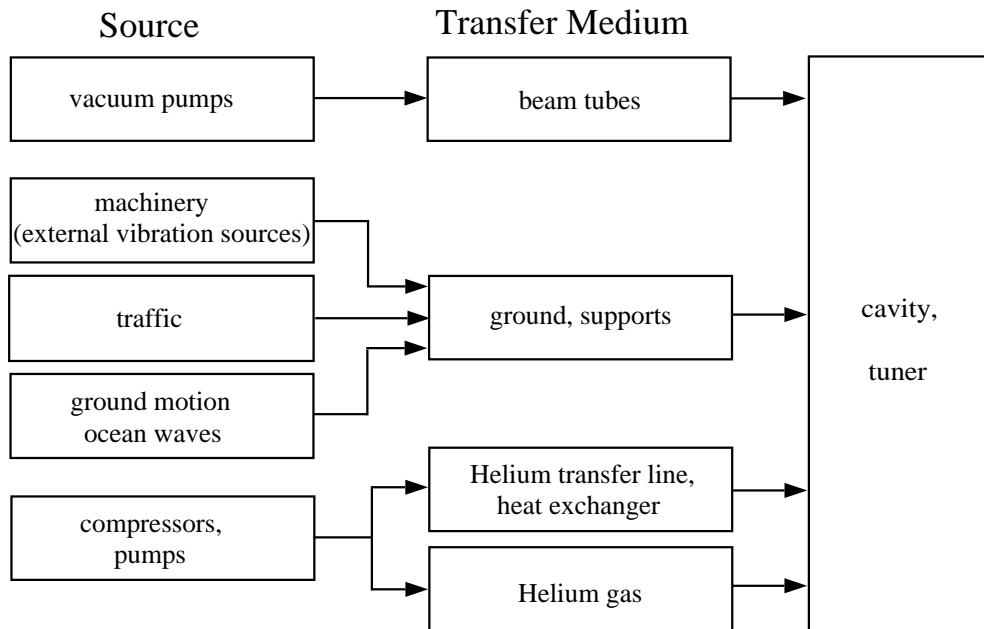 Source
Transfer Medium
vacuum pumps
beam tubes
machinery
(external vibration sources)
traffic
ground, supports
ground motion
ocean waves
cavity,
tuner
compressors,
pumps
Helium transfer line,
heat exchanger
Helium gas